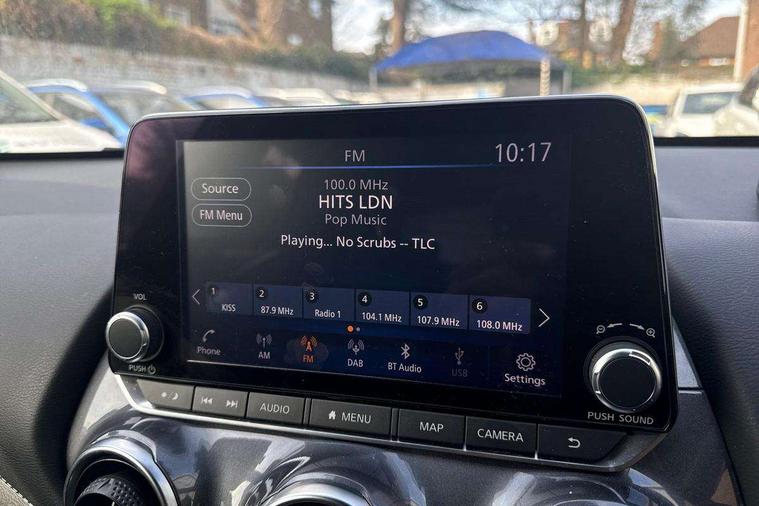 FM
10:17
Source
FM Menu
100.0 MHz
HITS LDN
Pop Music
Playing... No Scrubs -- TLC
1
KISS
2
87.9 MHz
3
Radio 1
4
104.1 MHz
5
107.9 MHz
6
108.0 MHz
Phone
AM
FM
DAB
BT Audio
USB
Settings
VOL
PUSH
PUSH SOUND
AUDIO
MENU
MAP
CAMERA